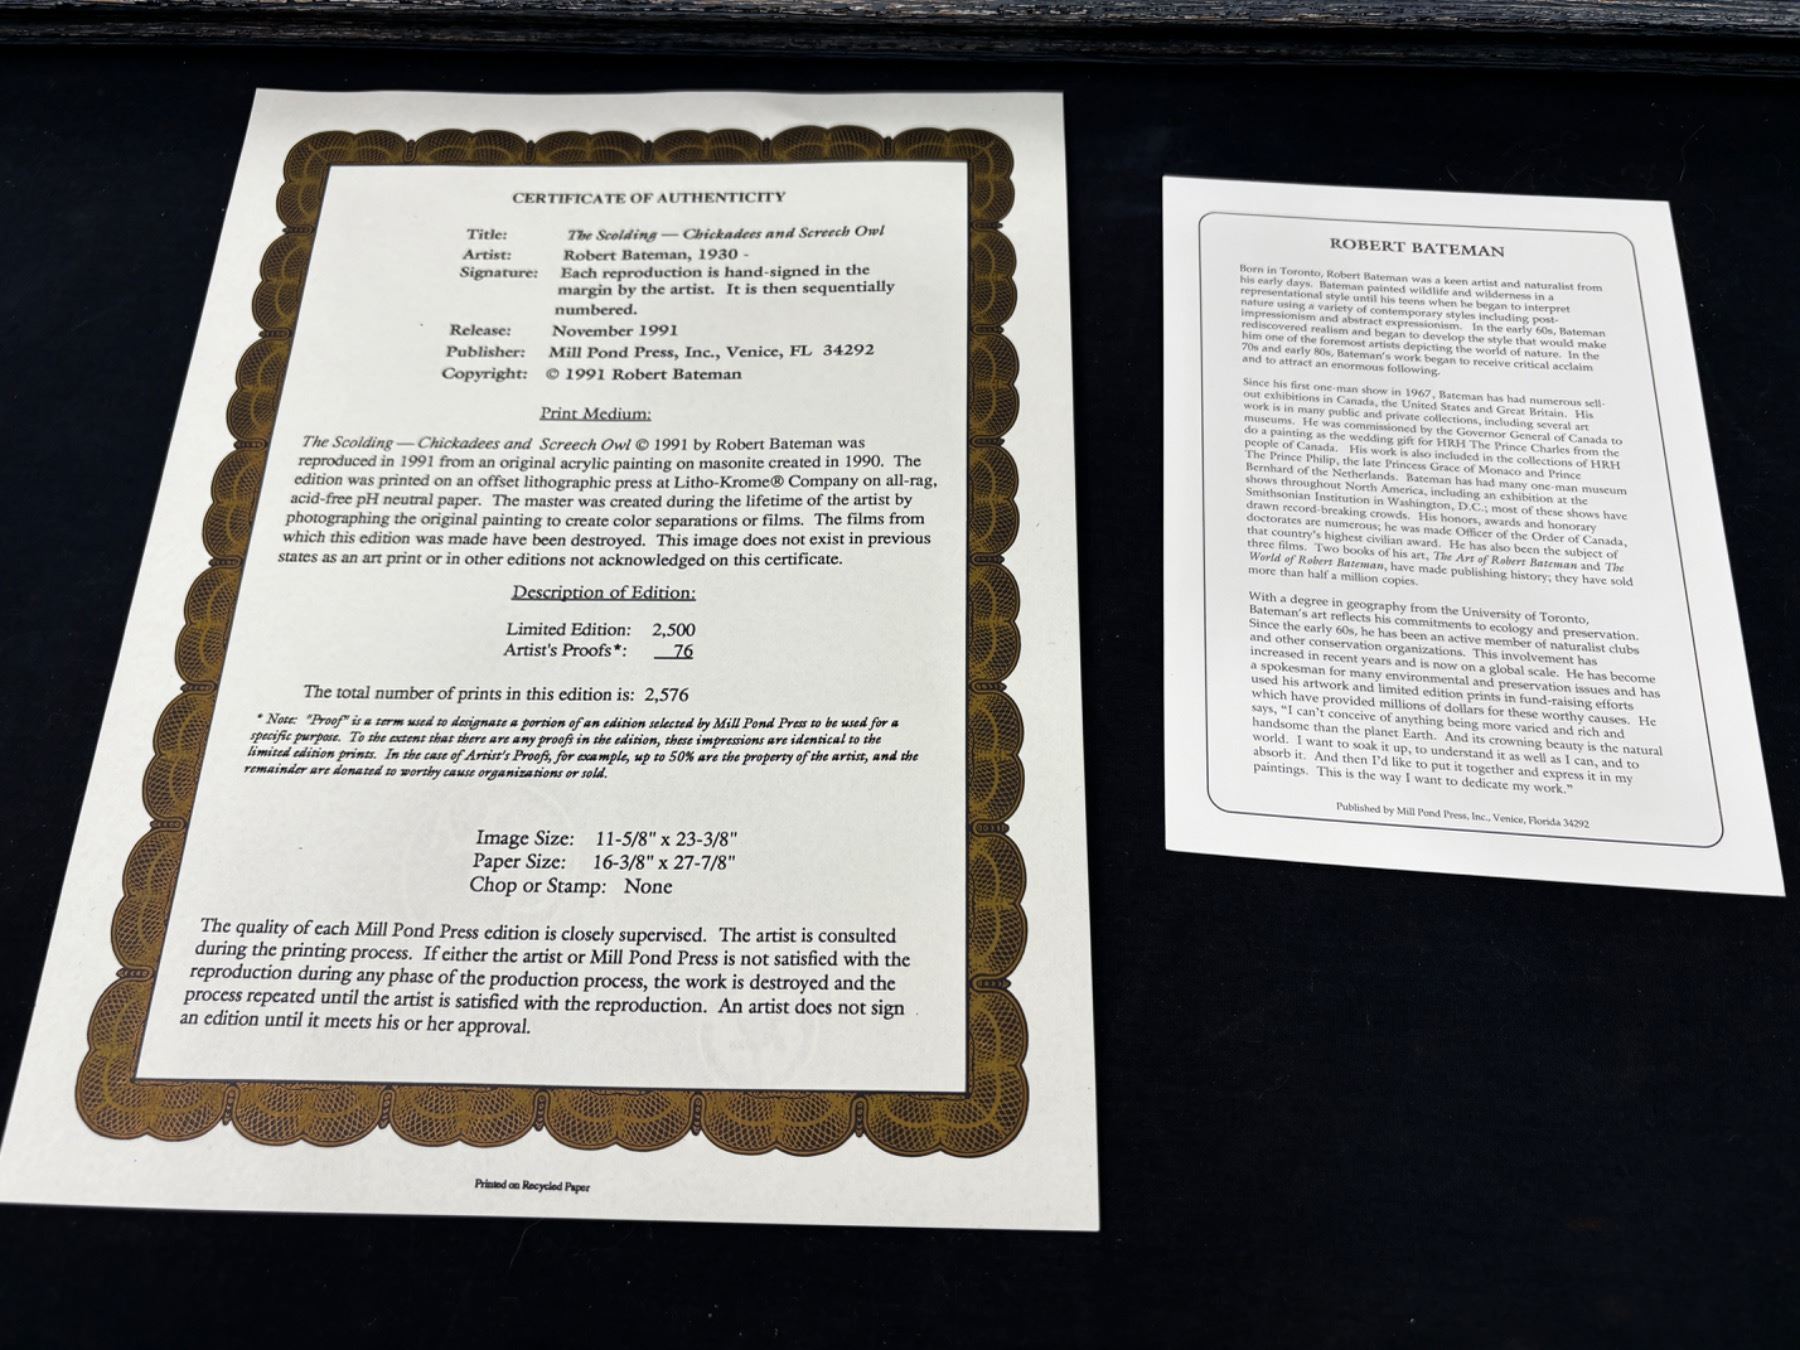 CERTIFICATE OF AUTHENTICITY
Title: The Scolding — Chickadees and Screech Owl
Artist: Robert Bateman, 1930 -
Signature: Each reproduction is hand-signed in the
margin by the artist. It is then sequentially
numbered.
Release: November 1991
Publisher: Mill Pond Press, Inc., Venice, FL 34292
Copyright: © 1991 Robert Bateman
Print Medium:
The Scolding — Chickadees and Screech Owl © 1991 by Robert Bateman was
reproduced in 1991 from an original acrylic painting on masonite created in 1990. The
edition was printed on an offset lithographic press at Litho-Krome® Company on all-rag,
acid-free pH neutral paper. The master was created during the lifetime of the artist by
photographing the original painting to create color separations or films. The films from
which this edition was made have been destroyed. This image does not exist in previous
states as an art print or in other editions not acknowledged on this certificate.
Description of Edition:
Limited Edition: 2,500
Artist's Proofs*: 76
The total number of prints in this edition is: 2,576
* Note: "Proof" is a term used to designate a portion of an edition selected by Mill Pond Press to be used for a
specific purpose. To the extent that there are any proofs in the edition, these impressions are identical to the
limited edition prints. In the case of Artist's Proofs, for example, up to 50% are the property of the artist, and the
remainder are donated to worthy cause organizations or sold.
Image Size: 11-5/8" x 23-3/8"
Paper Size: 16-3/8" x 27-7/8"
Chop or Stamp: None
The quality of each Mill Pond Press edition is closely supervised. The artist is consulted
during the printing process. If either the artist or Mill Pond Press is not satisfied with the
reproduction during any phase of the production process, the work is destroyed and the
process repeated until the artist is satisfied with the reproduction. An artist does not sign
an edition until it meets his or her approval.
Printed on Recycled Paper
ROBERT BATEMAN
Born in Toronto, Robert Bateman was a keen artist and naturalist from
his early days. Bateman painted wildlife and wilderness in a
representational style until his teens when he began to interpret
nature using a variety of contemporary styles including post-
impressionism and abstract expressionism. In the early 60s, Bateman
rediscovered realism and began to develop the style that would make
him one of the foremost artists depicting the world of nature. In the
70s and early 80s, Bateman's work began to receive critical acclaim
and to attract an enormous following.
Since his first one-man show in 1967, Bateman has had numerous sell-
out exhibitions in Canada, the United States and Great Britain. His
work is in many public and private collections, including several art
museums. He was commissioned by the Governor General of Canada to
do a painting as the wedding gift for HRH The Prince Charles from the
people of Canada. His work is also included in the collections of HRH
The Prince Philip, the late Princess Grace of Monaco and Prince
Bernhard of the Netherlands. Bateman has had many one-man museum
shows throughout North America, including an exhibition at the
Smithsonian Institution in Washington, D.C.; most of these shows have
drawn record-breaking crowds. His honors, awards and honorary
doctorates are numerous; he was made Officer of the Order of Canada,
that country's highest civilian award. He has also been the subject of
three films. Two books of his art, The Art of Robert Bateman and The
World of Robert Bateman, have made publishing history; they have sold
more than half a million copies.
With a degree in geography from the University of Toronto,
Bateman's art reflects his commitments to ecology and preservation.
Since the early 60s, he has been an active member of naturalist clubs
and other conservation organizations. This involvement has
increased in recent years and is now on a global scale. He has become
a spokesman for many environmental and preservation issues and has
used his artwork and limited edition prints in fund-raising efforts
which have provided millions of dollars for these worthy causes. He
says, "I can't conceive of anything being more varied and rich and
handsome than the planet Earth. And its crowning beauty is the natural
world. I want to soak it up, to understand it as well as I can, and to
absorb it. And then I'd like to put it together and express it in my
paintings. This is the way I want to dedicate my work."
Published by Mill Pond Press, Inc., Venice, Florida 34292